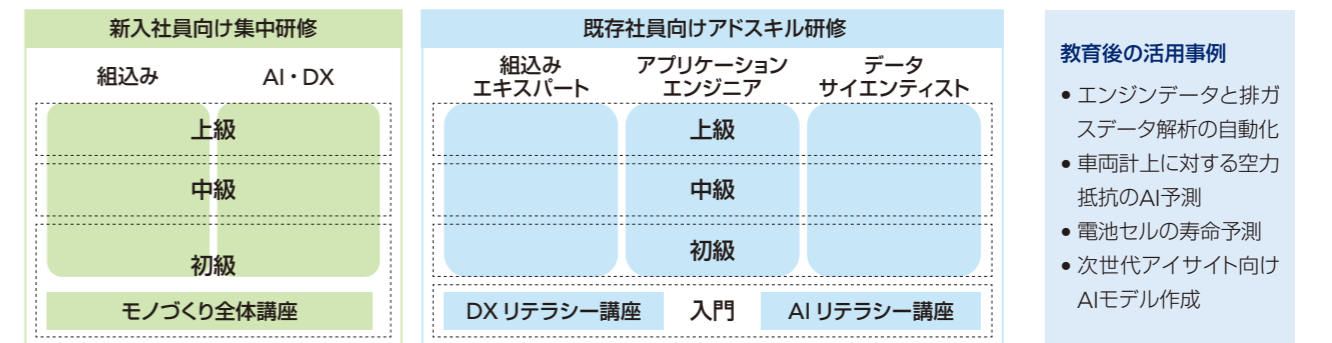 新入社員向け集中研修
組込み
AI・DX
上級
中級
初級
モノづくり全体講座
既存社員向けアドスキル研修
組込み
エキスパート
アプリケーション
エンジニア
データ
サイエンティスト
上級
中級
初級
DXリテラシー講座
入門
AIリテラシー講座
教育後の活用事例
• エンジンデータと排ガ
スデータ解析の自動化
• 車両計上に対する空力
抵抗のAI予測
• 電池セルの寿命予測
• 次世代アイサイト向け
AIモデル作成